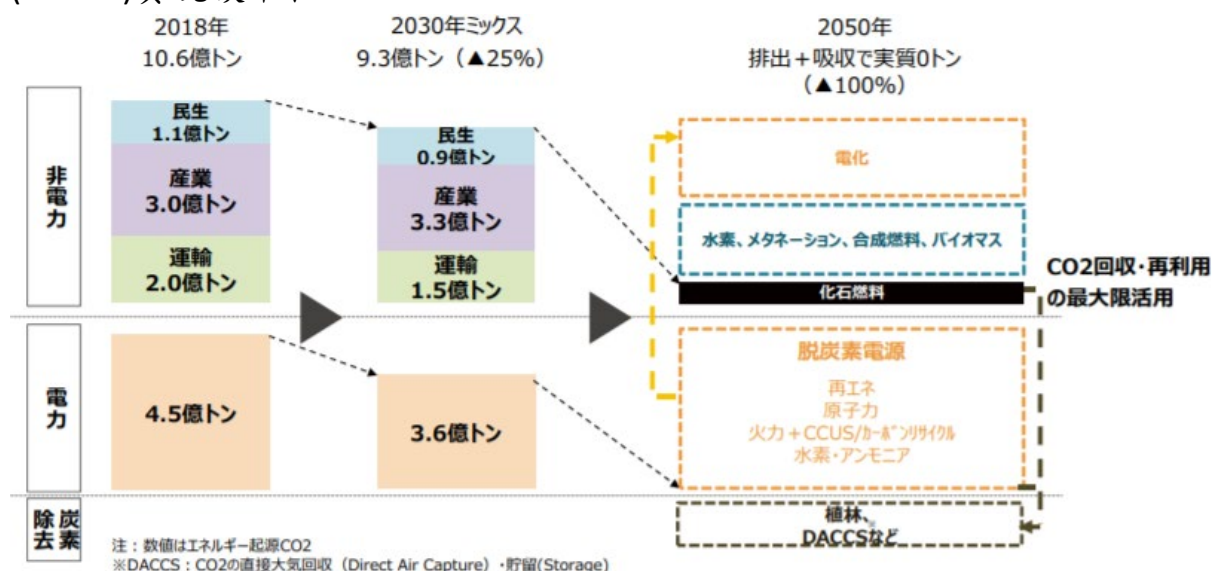 2018年
10.6億トン
2030年ミックス
9.3億トン（▲25%）
2050年
排出＋吸収で実質0トン
（▲100%）
非電力
民生
1.1億トン
産業
3.0億トン
運輸
2.0億トン
民生
0.9億トン
産業
3.3億トン
運輸
1.5億トン
電化
水素、メタネーション、合成燃料、バイオマス
化石燃料
CO2回収・再利用
の最大限活用
電力
4.5億トン
3.6億トン
脱炭素電源
再エネ
原子力
火力＋CCUS/カーボンリサイクル
水素・アンモニア
炭素
除去
植林、
※
DACCSなど
注：数値はエネルギー起源CO2
※DACCS：CO2の直接大気回収（Direct Air Capture）・貯留(Storage)